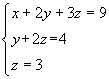 x + 2y + 3z = 9
y + 2z = 4
z = 3